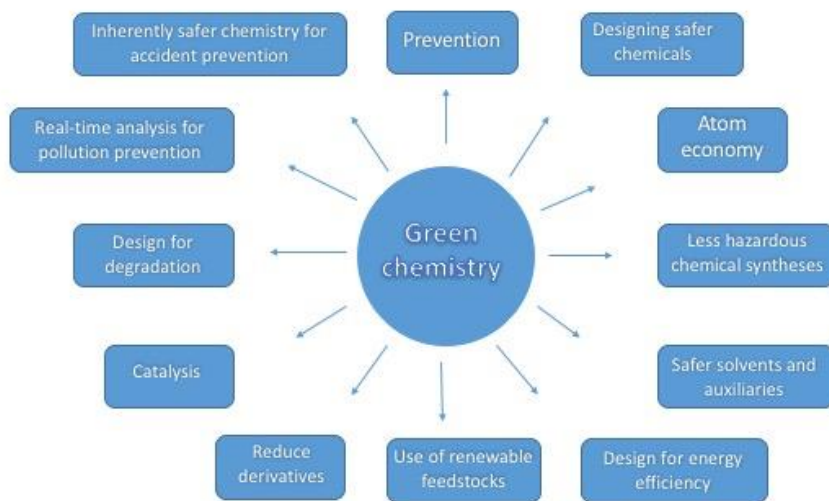 Inherently safer chemistry for
accident prevention
Prevention
Designing safer
chemicals
Real-time analysis for
pollution prevention
Atom
economy
Green
chemistry
Design for
degradation
Less hazardous
chemical syntheses
Catalysis
Safer solvents and
auxiliaries
Reduce
derivatives
Use of renewable
feedstocks
Design for energy
efficiency